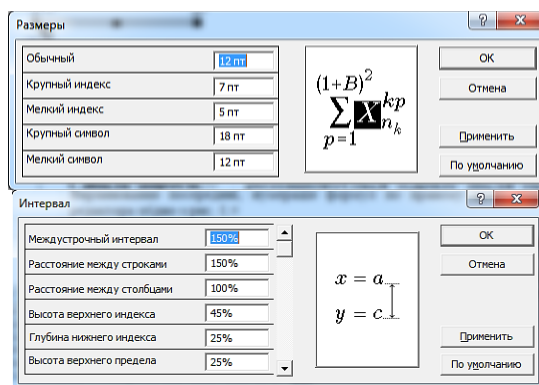 Размеры
Обычный 12 пт
Крупный индекс 7 пт
Мелкий индекс 5 пт
Крупный символ 18 пт
Мелкий символ 12 пт
(1+B)²
∑ X kp n k
p=1
OK
Отмена
Применить
По умолчанию
Интервал
Междустрочный интервал 150%
Расстояние между строками 150%
Расстояние между столбцами 100%
Высота верхнего индекса 45%
Глубина нижнего индекса 25%
Высота верхнего предела 25%
x = a
y = c
OK
Отмена
Применить
По умолчанию